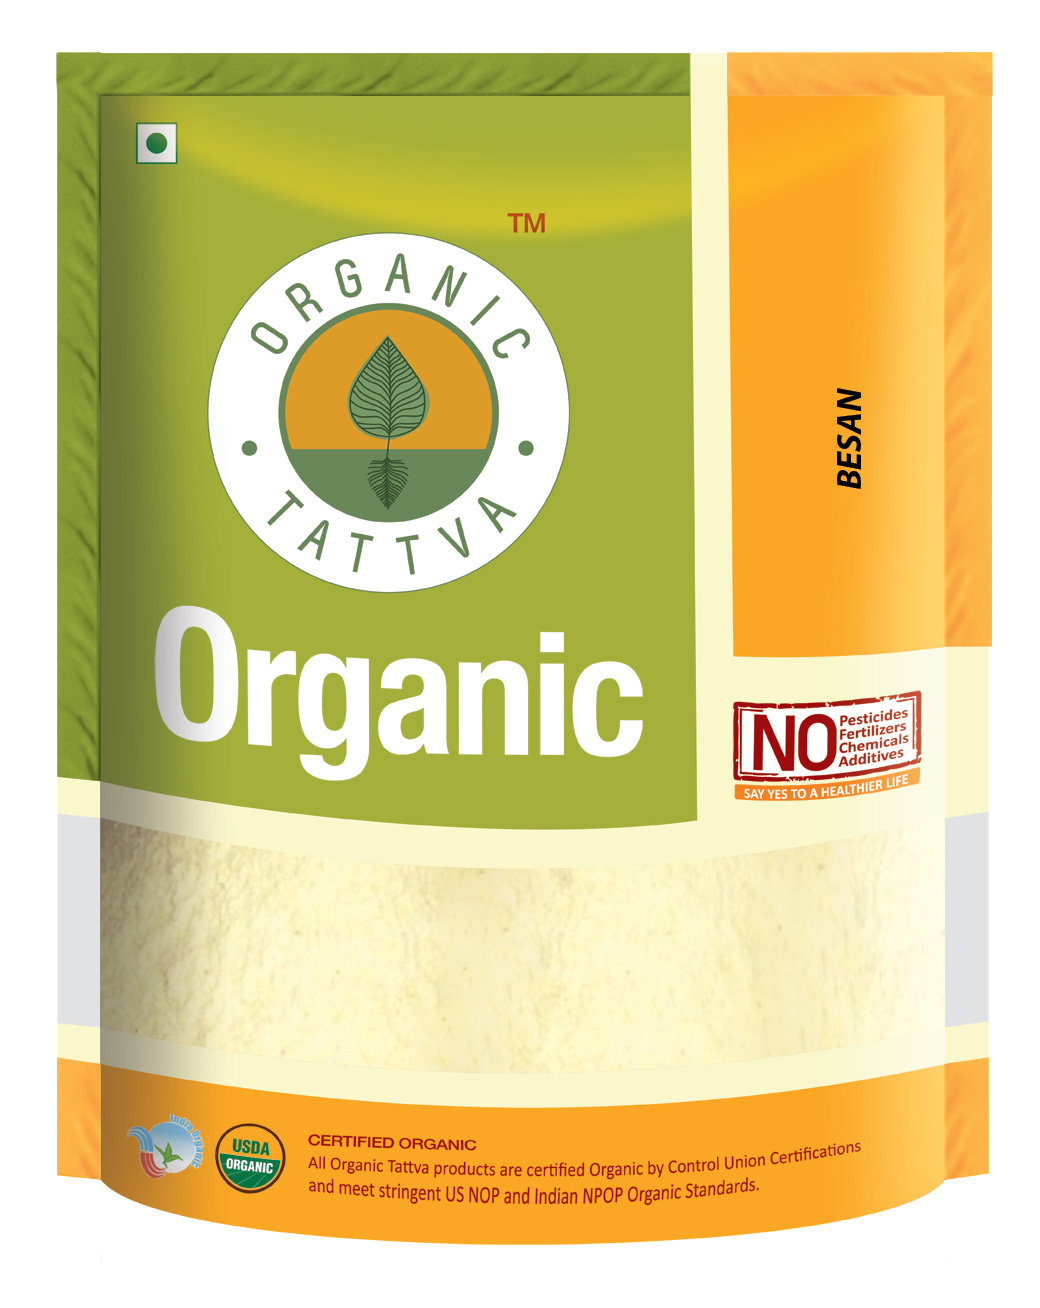 TM
ORGANIC
TATTVA
Organic
BESAN
NO
Pesticides
Fertilizers
Chemicals
Additives
SAY YES TO A HEALTHIER LIFE
India Organic
USDA
ORGANIC
CERTIFIED ORGANIC
All Organic Tattva products are certified Organic by Control Union Certifications
and meet stringent US NOP and Indian NPOP Organic Standards.